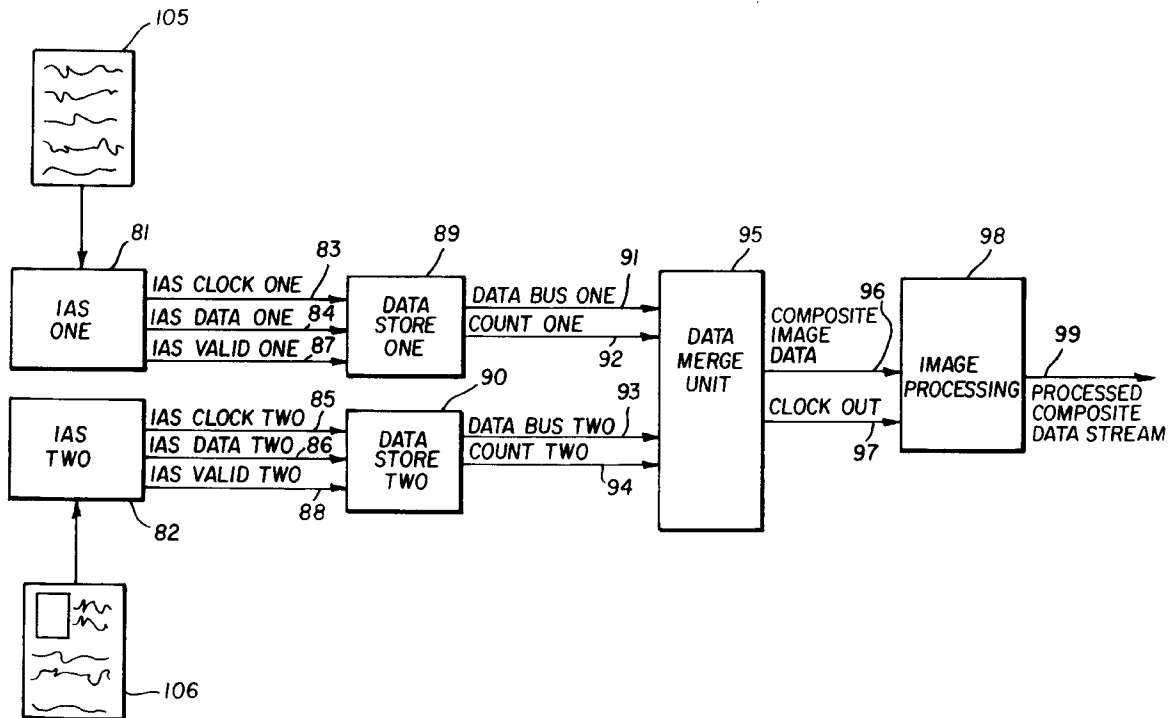 105
81
IAS
ONE
IAS CLOCK ONE
83
IAS DATA ONE
84
IAS VALID ONE
87
89
DATA
STORE
ONE
DATA BUS ONE
91
COUNT ONE
92
95
DATA
MERGE
UNIT
COMPOSITE
IMAGE
DATA
96
CLOCK OUT
97
98
IMAGE
PROCESSING
99
PROCESSED
COMPOSITE
DATA STREAM
IAS
TWO
82
IAS CLOCK TWO
85
IAS DATA TWO
86
IAS VALID TWO
88
90
DATA
STORE
TWO
DATA BUS TWO
93
COUNT TWO
94
106